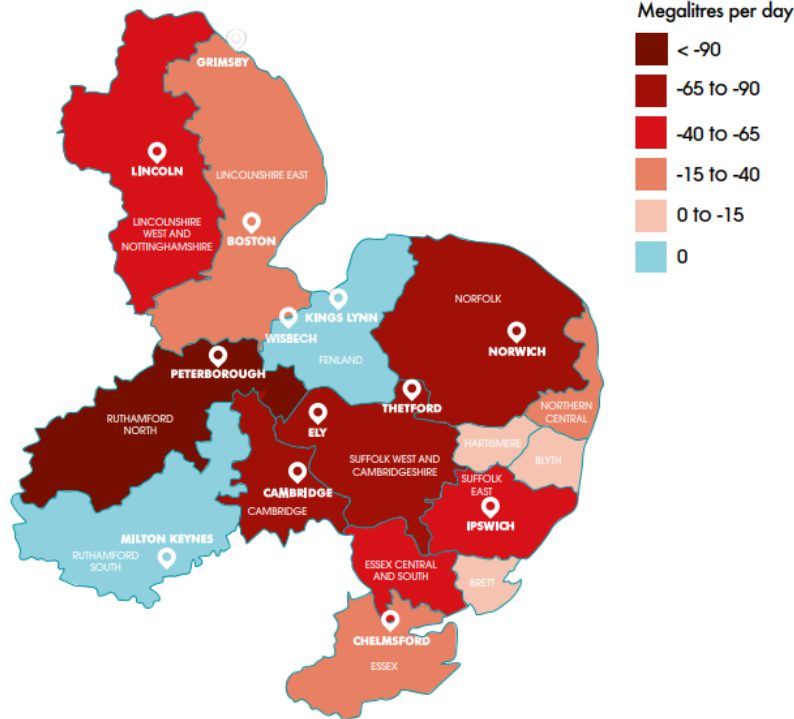 Megalitres per day
< -90
-65 to -90
-40 to -65
-15 to -40
0 to -15
0
GRIMSBY
LINCOLN
LINCOLNSHIRE EAST
LINCOLNSHIRE
WEST AND
NOTTINGHAMSHIRE
BOSTON
NORFOLK
KINGS LYNN
WISBECH
FENLAND
NORWICH
PETERBOROUGH
THETFORD
NORTHERN
CENTRAL
RUTHAMFORD
NORTH
ELY
HARTISMERE
BLYTH
SUFFOLK WEST AND
CAMBRIDGESHIRE
SUFFOLK
EAST
CAMBRIDGE
CAMBRIDGE
IPSWICH
MILTON KEYNES
RUTHAMFORD
SOUTH
ESSEX CENTRAL
AND SOUTH
BRETT
CHELMSFORD
ESSEX